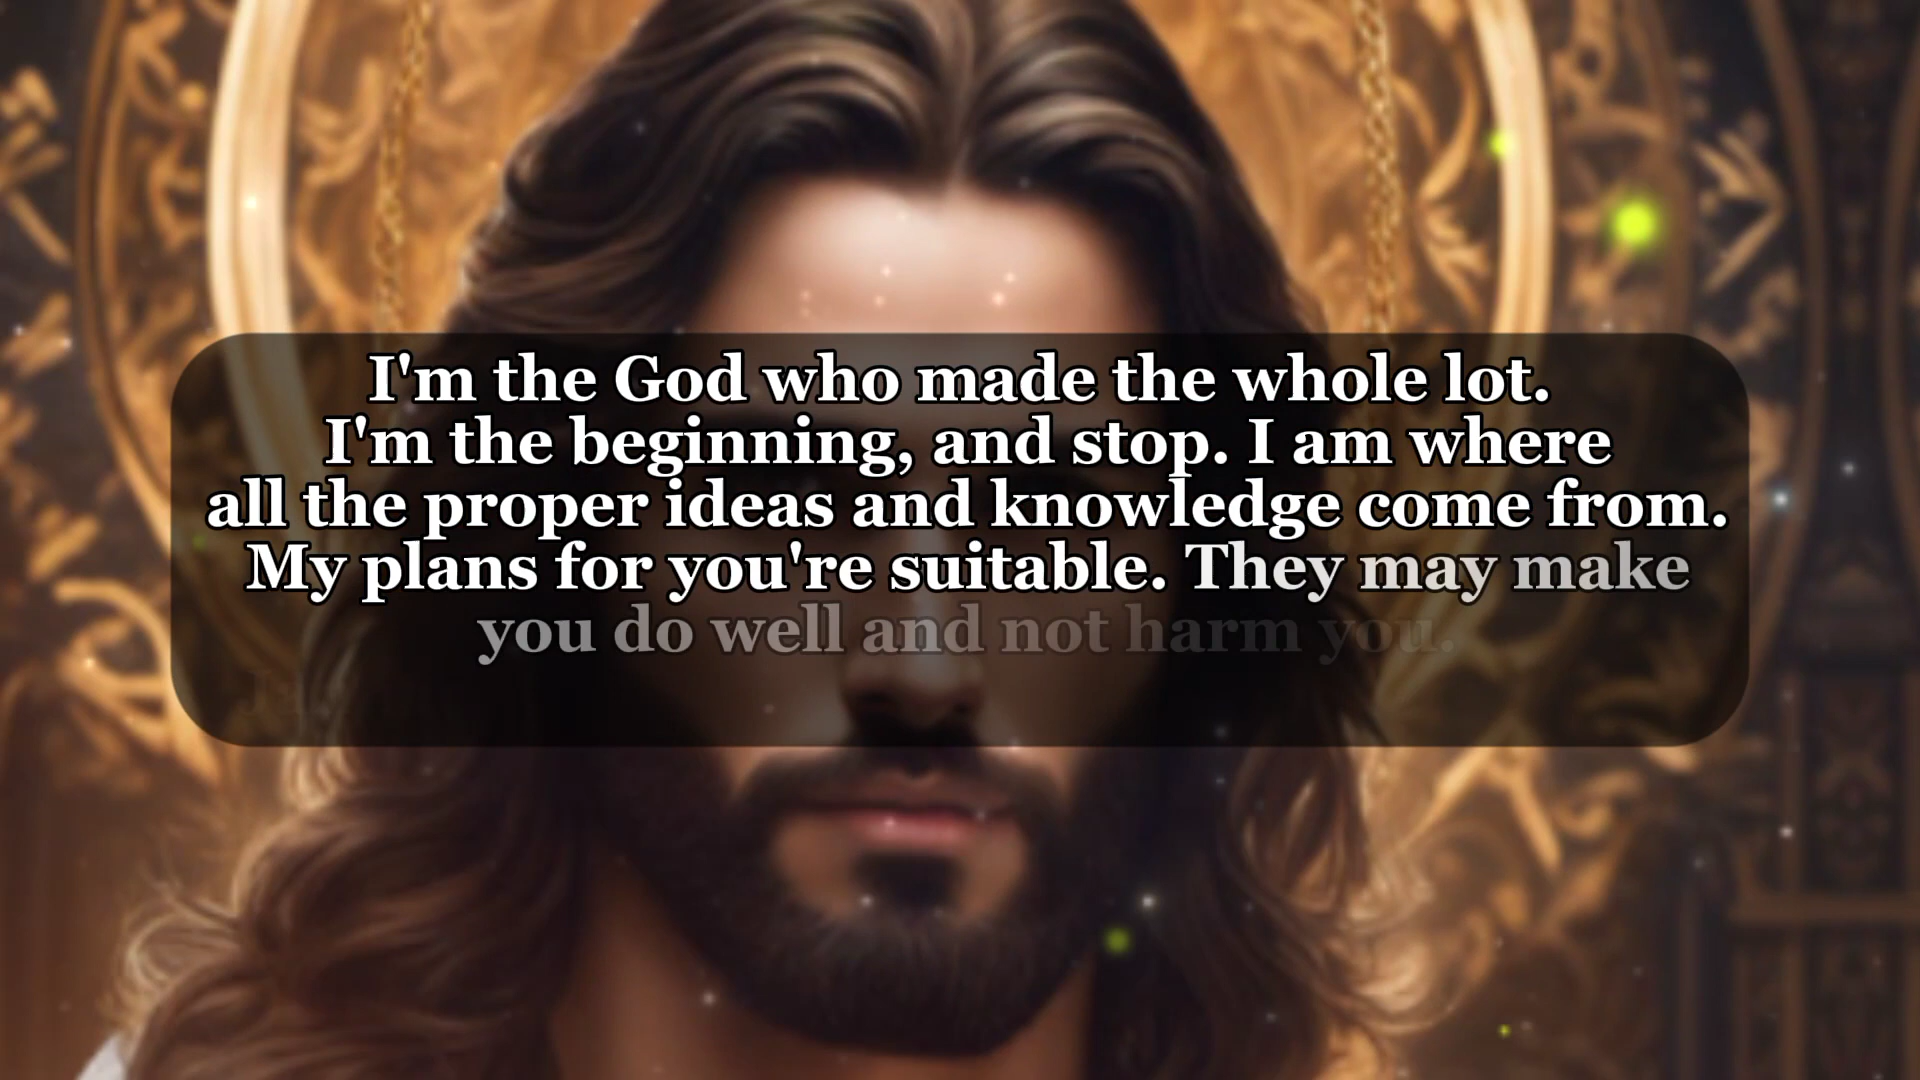 I'm the God who made the whole lot.
I'm the beginning, and stop. I am where
all the proper ideas and knowledge come from.
My plans for you're suitable. They may make
you do well and not harm you.